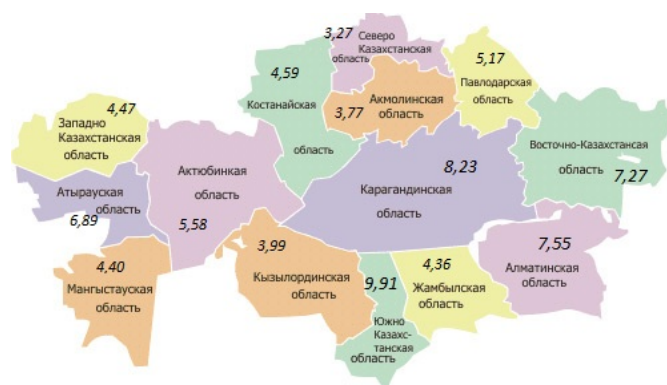 3,27
Северо
Казахстанская
область
5,17
Павлодарская
область
4,59
Костанайская
область
3,77
Акмолинская
область
4,47
Западно
Казахстанская
область
Восточно-Казахстансая
область
7,27
Актюбинкая
область
5,58
8,23
Карагандинская
область
Атырауская
область
6,89
7,55
Алматинская
область
3,99
Кызылординская
область
4,40
Мангыстауская
область
4,36
Жамбылская
область
9,91
Южно
Казахс-
танская
область